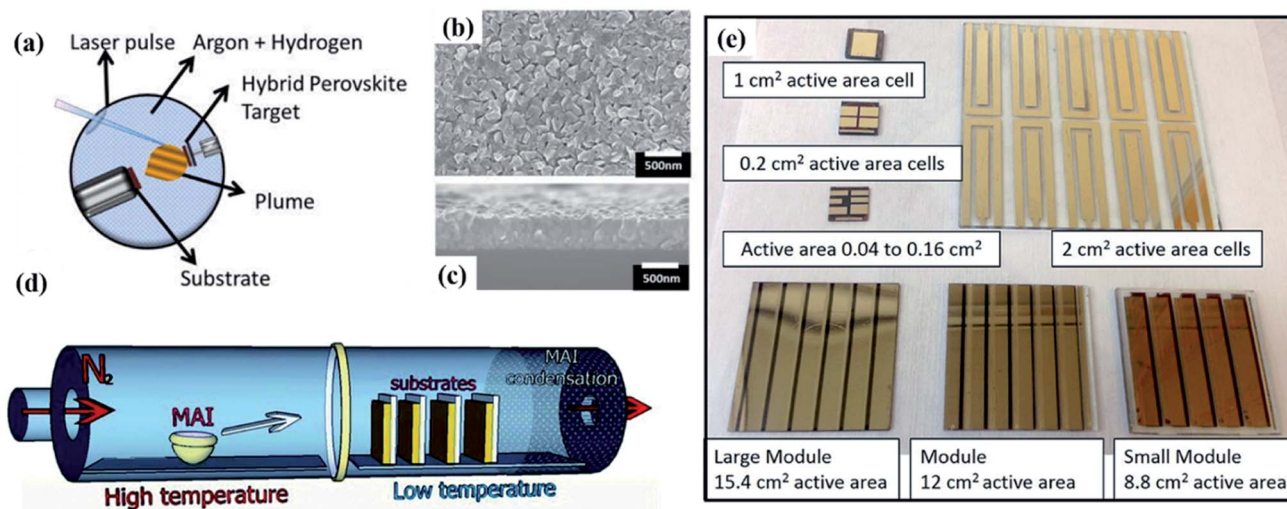 (a)
Laser pulse
Argon + Hydrogen
Hybrid Perovskite
Target
Plume
Substrate
(b)
500nm
(c)
500nm
(d)
N2
MAI
substrates
MAI
condensation
High temperature
Low temperature
(e)
1 cm² active area cell
0.2 cm² active area cells
Active area 0.04 to 0.16 cm²
2 cm² active area cells
Large Module
15.4 cm² active area
Module
12 cm² active area
Small Module
8.8 cm² active area